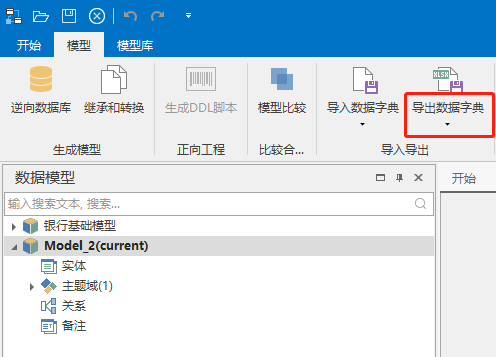 开始 模型 模型库
XLSX
逆向数据库 继承和转换 生成DDL脚本 模型比较 导入数据字典 导出数据字典
生成模型 正向工程 比较合... 导入导出
数据模型 开始
输入搜索文本, 搜索...
银行基础模型
Model_2(current)
实体
主题域(1)
关系
备注